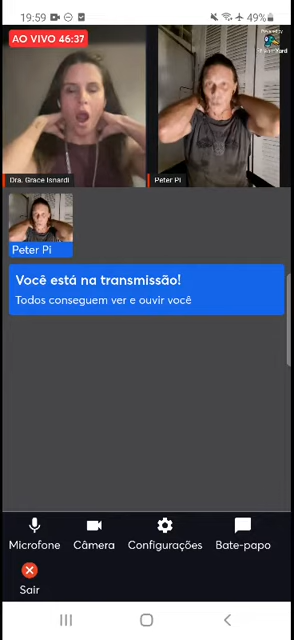 19:59
49%
AO VIVO 46:37
Dra. Grace Isnardi
Peter Pi
Peter Pi
Você está na transmissão!
Todos conseguem ver e ouvir você
Microfone
Câmera
Configurações
Bate-papo
Sair